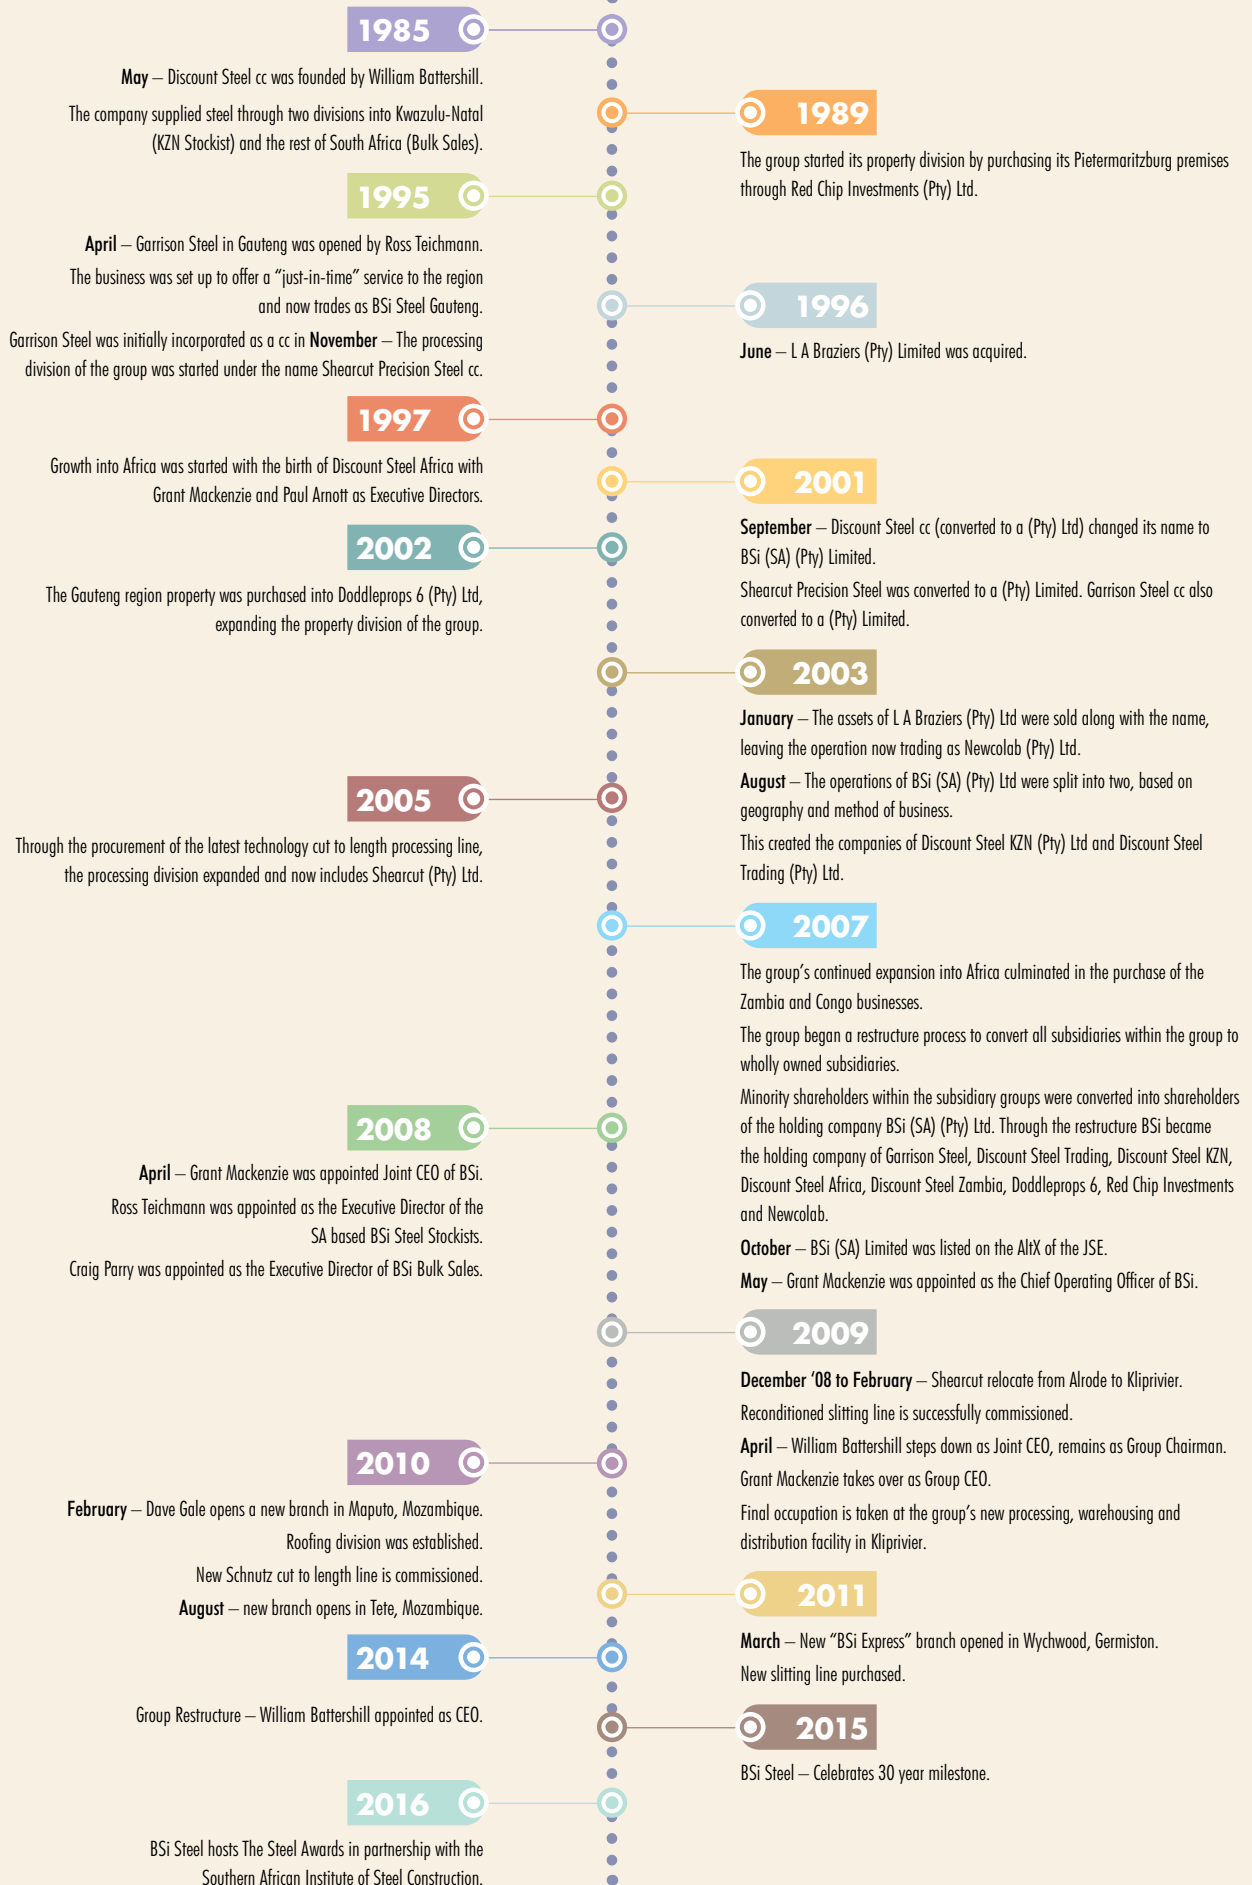 1985
May – Discount Steel cc was founded by William Battershill.
The company supplied steel through two divisions into Kwazulu-Natal
(KZN Stockist) and the rest of South Africa (Bulk Sales).
1989
The group started its property division by purchasing its Pietermaritzburg premises
through Red Chip Investments (Pty) Ltd.
1995
April – Garrison Steel in Gauteng was opened by Ross Teichmann.
The business was set up to offer a “just-in-time” service to the region
and now trades as BSi Steel Gauteng.
Garrison Steel was initially incorporated as a cc in November – The processing
division of the group was started under the name Shearcut Precision Steel cc.
1996
June – L A Braziers (Pty) Limited was acquired.
1997
Growth into Africa was started with the birth of Discount Steel Africa with
Grant Mackenzie and Paul Arnott as Executive Directors.
2001
September – Discount Steel cc (converted to a (Pty) Ltd) changed its name to
BSi (SA) (Pty) Limited.
Shearcut Precision Steel was converted to a (Pty) Limited. Garrison Steel cc also
converted to a (Pty) Limited.
2002
The Gauteng region property was purchased into Doddleprops 6 (Pty) Ltd,
expanding the property division of the group.
2003
January – The assets of L A Braziers (Pty) Ltd were sold along with the name,
leaving the operation now trading as Newcolab (Pty) Ltd.
August – The operations of BSi (SA) (Pty) Ltd were split into two, based on
geography and method of business.
This created the companies of Discount Steel KZN (Pty) Ltd and Discount Steel
Trading (Pty) Ltd.
2005
Through the procurement of the latest technology cut to length processing line,
the processing division expanded and now includes Shearcut (Pty) Ltd.
2007
The group’s continued expansion into Africa culminated in the purchase of the
Zambia and Congo businesses.
The group began a restructure process to convert all subsidiaries within the group to
wholly owned subsidiaries.
Minority shareholders within the subsidiary groups were converted into shareholders
of the holding company BSi (SA) (Pty) Ltd. Through the restructure BSi became
the holding company of Garrison Steel, Discount Steel Trading, Discount Steel KZN,
Discount Steel Africa, Discount Steel Zambia, Doddleprops 6, Red Chip Investments
and Newcolab.
October – BSi (SA) Limited was listed on the AltX of the JSE.
May – Grant Mackenzie was appointed as the Chief Operating Officer of BSi.
2008
April – Grant Mackenzie was appointed Joint CEO of BSi.
Ross Teichmann was appointed as the Executive Director of the
SA based BSi Steel Stockists.
Craig Parry was appointed as the Executive Director of BSi Bulk Sales.
2009
December ‘08 to February – Shearcut relocate from Alrode to Kliprivier.
Reconditioned slitting line is successfully commissioned.
April – William Battershill steps down as Joint CEO, remains as Group Chairman.
Grant Mackenzie takes over as Group CEO.
Final occupation is taken at the group’s new processing, warehousing and
distribution facility in Kliprivier.
2010
February – Dave Gale opens a new branch in Maputo, Mozambique.
Roofing division was established.
New Schnutz cut to length line is commissioned.
August – new branch opens in Tete, Mozambique.
2011
March – New “BSi Express” branch opened in Wychwood, Germiston.
New slitting line purchased.
2014
Group Restructure – William Battershill appointed as CEO.
2015
BSi Steel – Celebrates 30 year milestone.
2016
BSi Steel hosts The Steel Awards in partnership with the
Southern African Institute of Steel Construction.